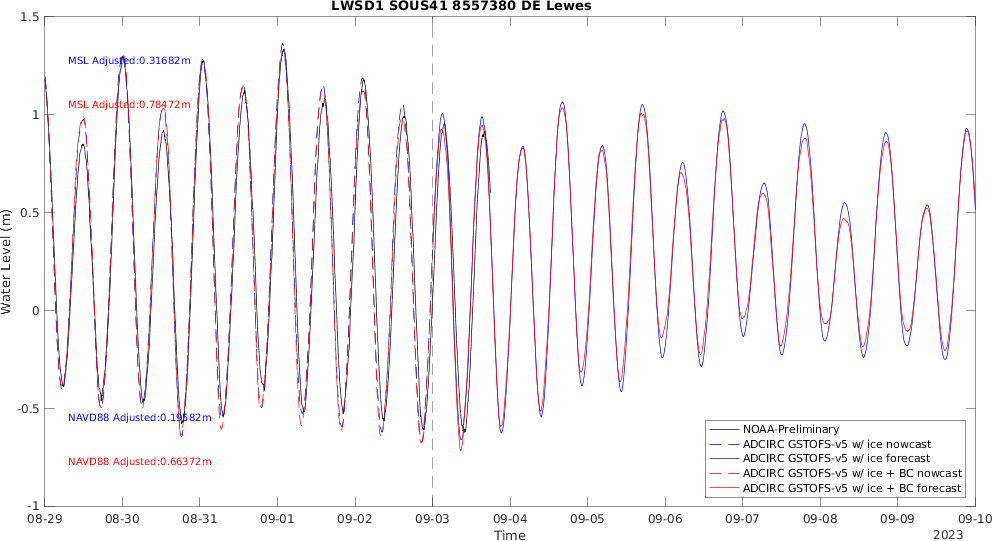 LWSD1 SOUS41 8557380 DE Lewes
1.5
1
0.5
0
-0.5
-1
Water Level (m)
MSL Adjusted:0.31682m
MSL Adjusted:0.78472m
NAVD88 Adjusted:0.19582m
NAVD88 Adjusted:0.66372m
NOAA-Preliminary
ADCIRC GSTOFS-v5 w/ ice nowcast
ADCIRC GSTOFS-v5 w/ ice forecast
ADCIRC GSTOFS-v5 w/ ice + BC nowcast
ADCIRC GSTOFS-v5 w/ ice + BC forecast
08-29 08-30 08-31 09-01 09-02 09-03 09-04 09-05 09-06 09-07 09-08 09-09 09-10
Time
2023